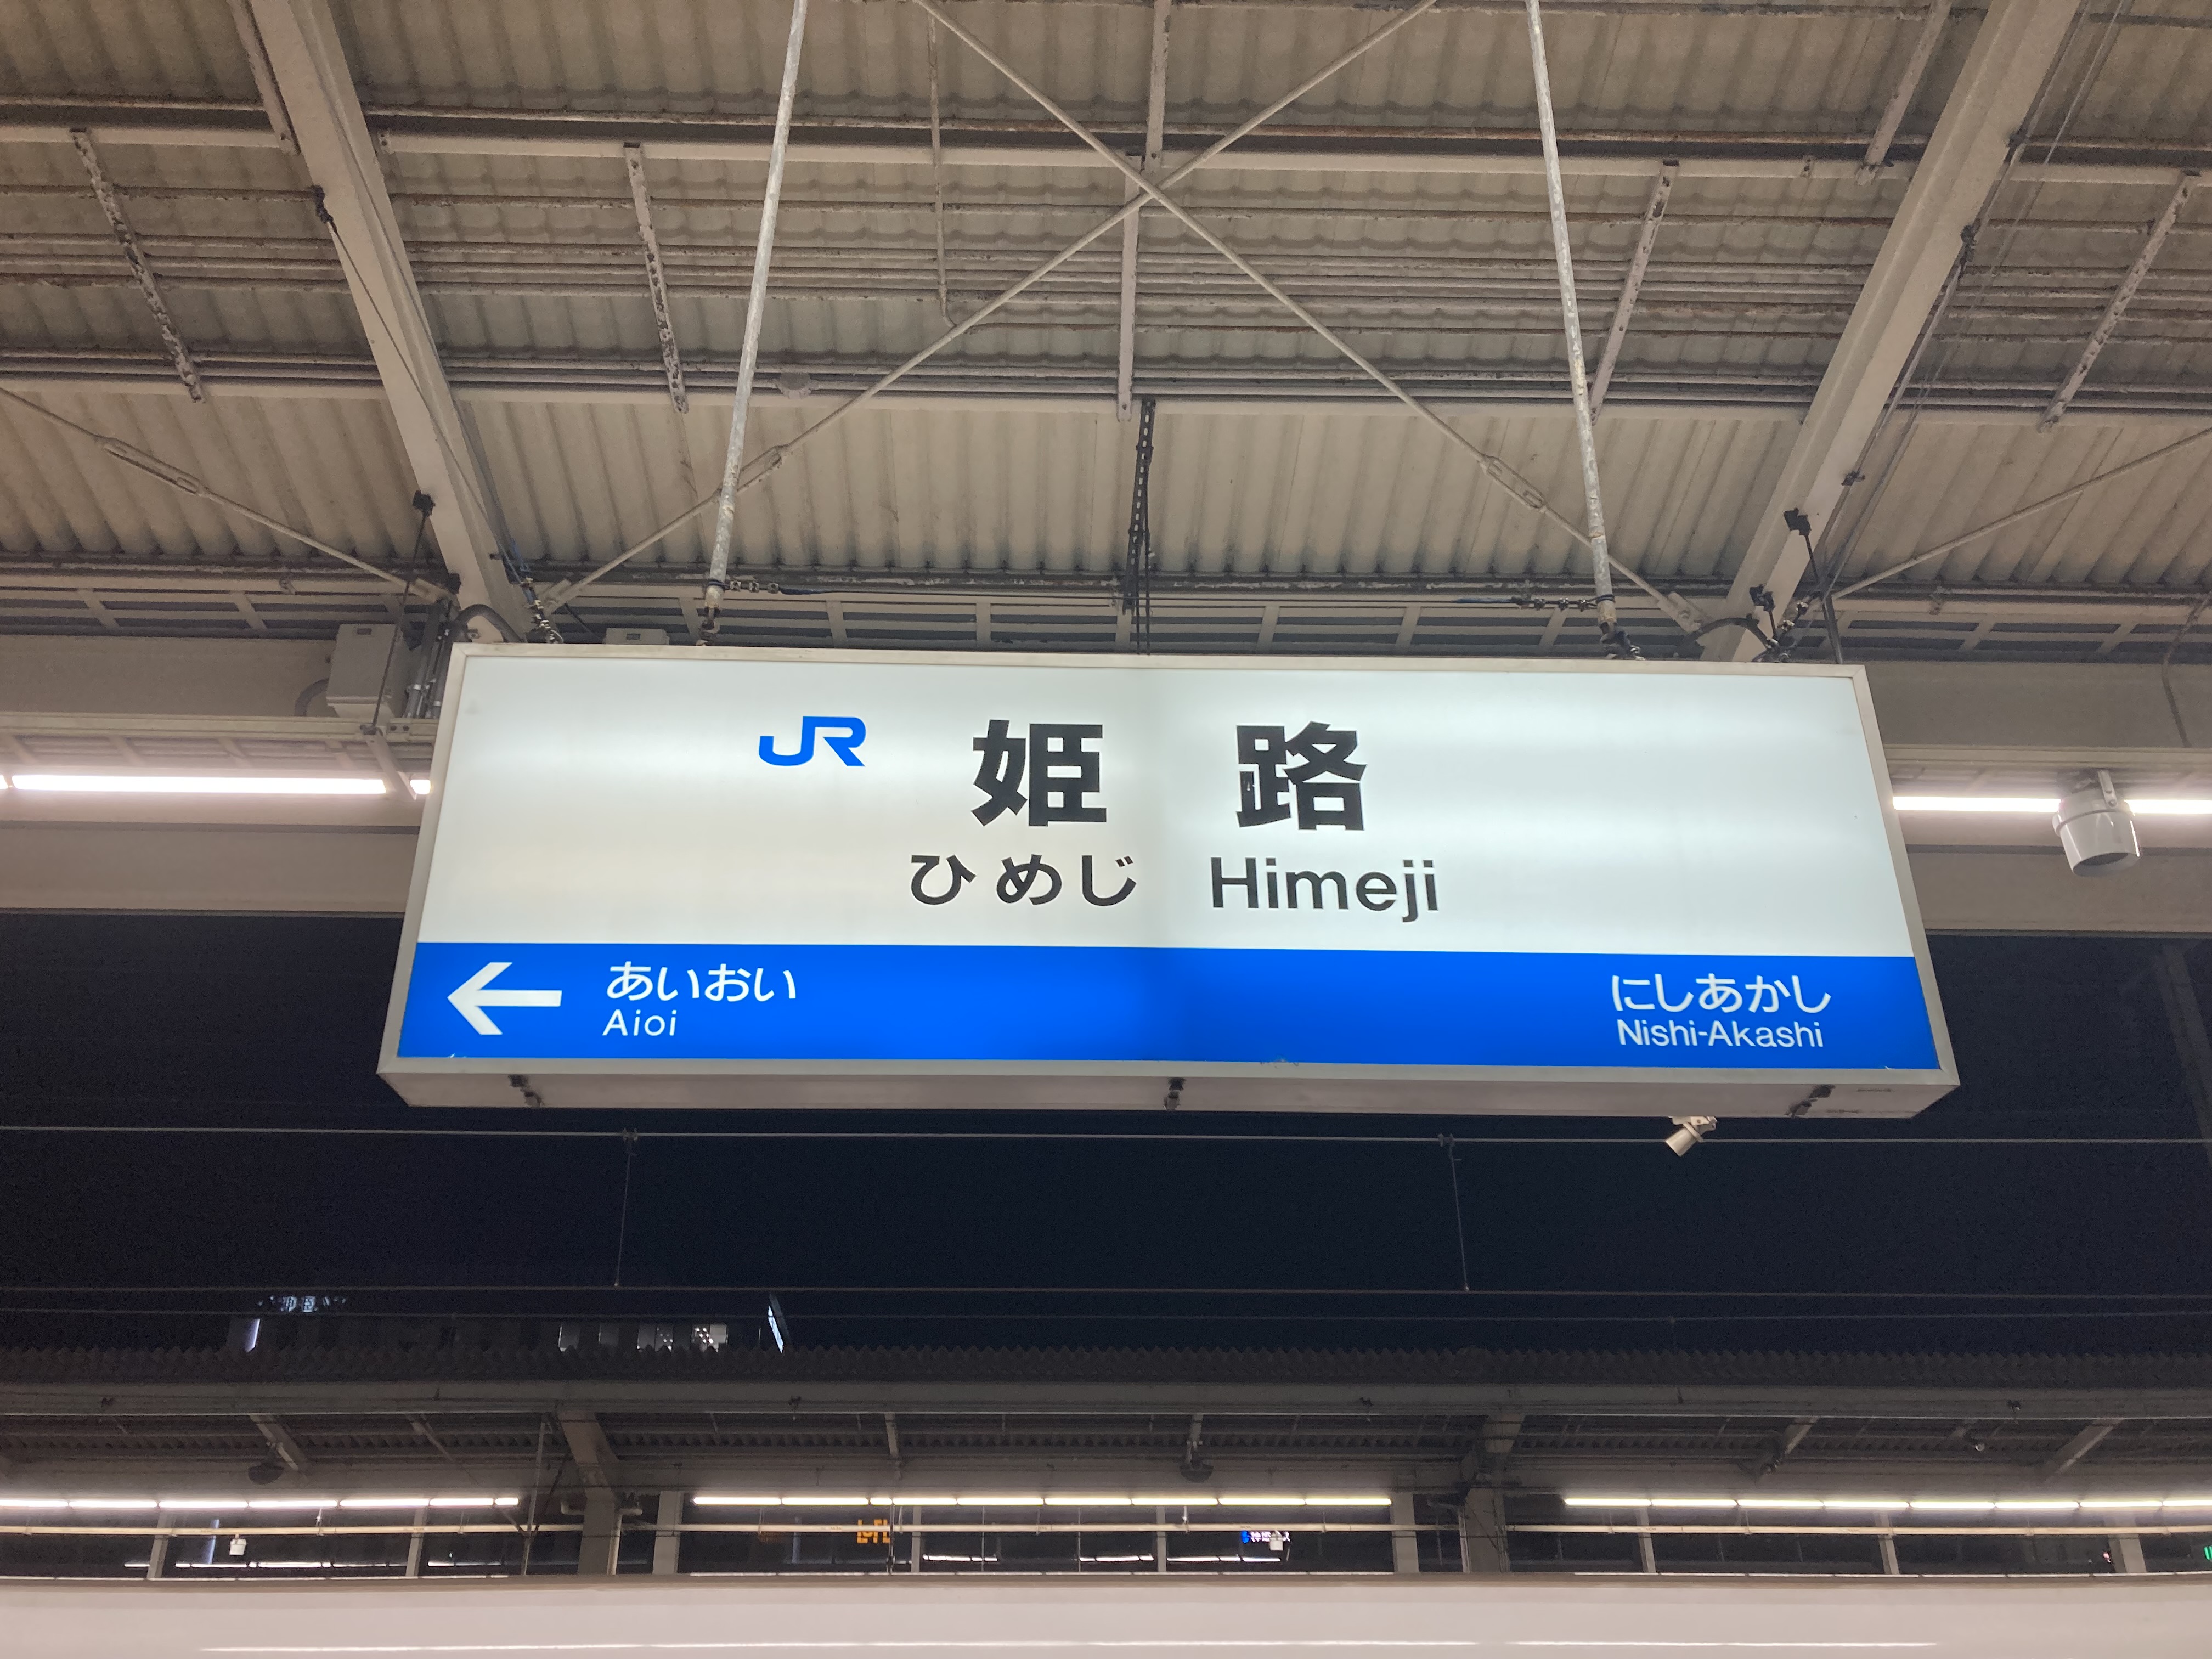 JR 姫路
ひめじ Himeji
← あいおい
Aioi
にしあかし
Nishi-Akashi